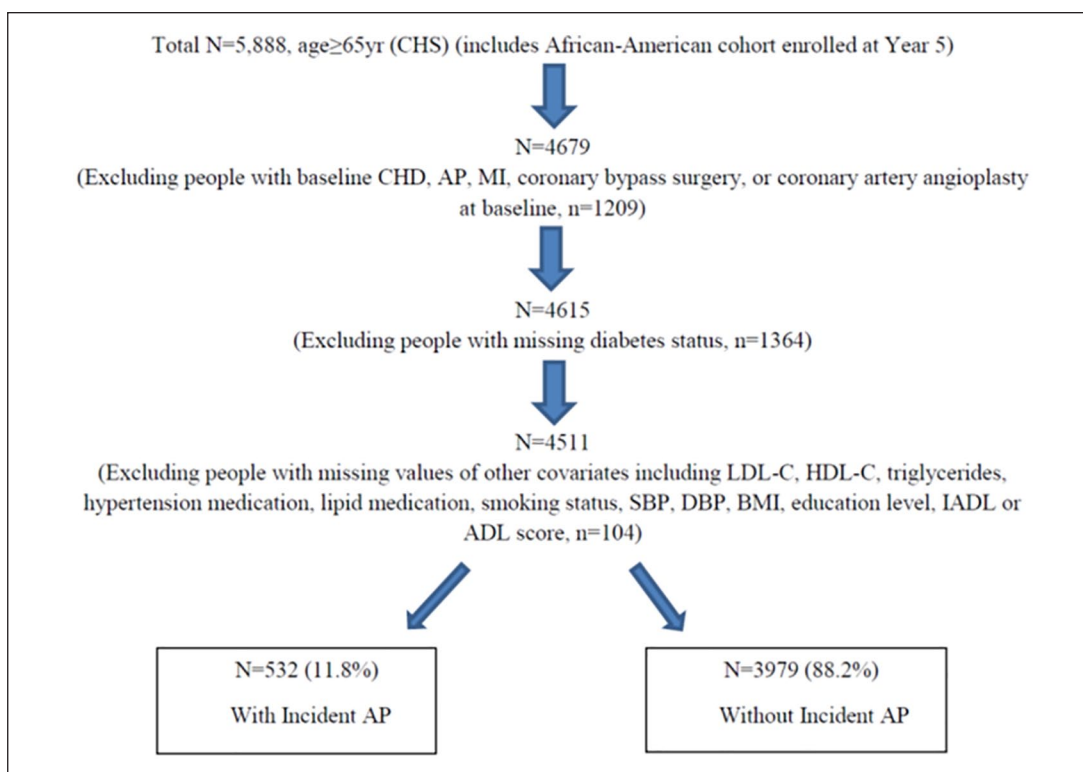 Total N=5,888, age≥65yr (CHS) (includes African-American cohort enrolled at Year 5)
N=4679
(Excluding people with baseline CHD, AP, MI, coronary bypass surgery, or coronary artery angioplasty
at baseline, n=1209)
N=4615
(Excluding people with missing diabetes status, n=1364)
N=4511
(Excluding people with missing values of other covariates including LDL-C, HDL-C, triglycerides,
hypertension medication, lipid medication, smoking status, SBP, DBP, BMI, education level, IADL or
ADL score, n=104)
N=532 (11.8%)
With Incident AP
N=3979 (88.2%)
Without Incident AP